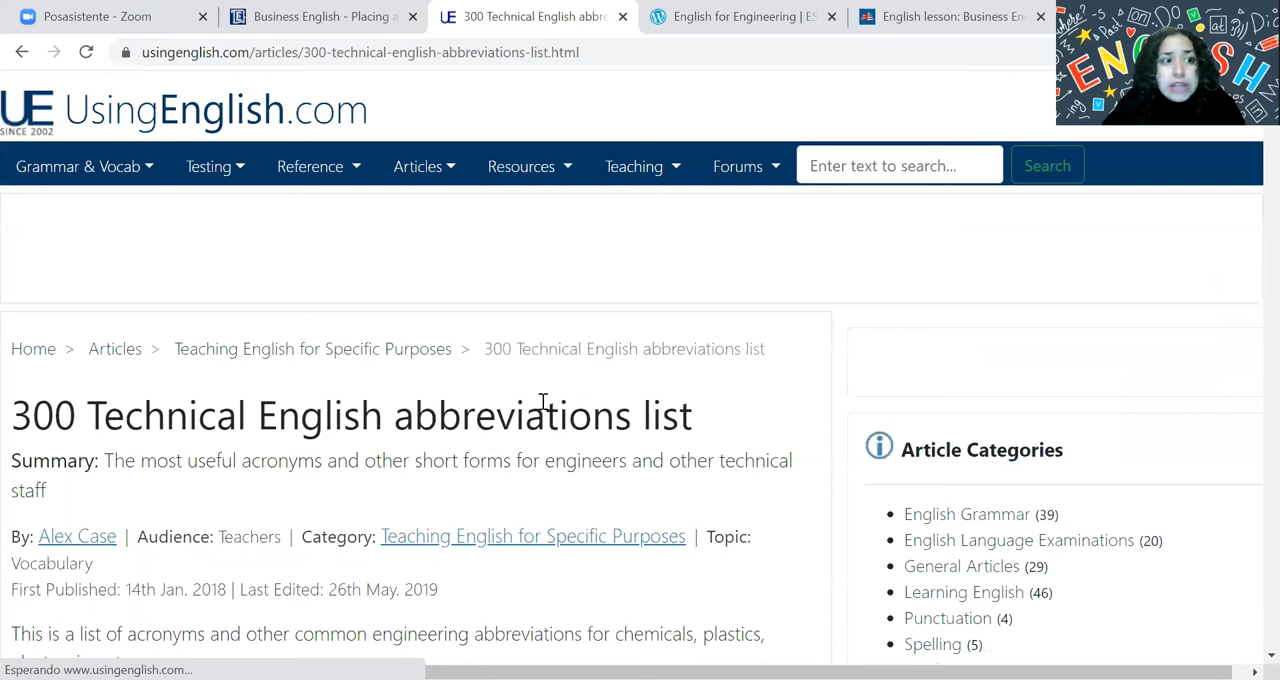 Posasistente - Zoom
Business English - Placing a
300 Technical English abbre
English for Engineering | ES
English lesson: Business En
usingenglish.com/articles/300-technical-english-abbreviations-list.html
ENGLISH
UE UsingEnglish.com
SINCE 2002
Grammar & Vocab Testing Reference Articles Resources Teaching Forums Enter text to search... Search
Home > Articles > Teaching English for Specific Purposes > 300 Technical English abbreviations list
300 Technical English abbreviations list
Summary: The most useful acronyms and other short forms for engineers and other technical
staff
By: Alex Case | Audience: Teachers | Category: Teaching English for Specific Purposes | Topic:
Vocabulary
First Published: 14th Jan. 2018 | Last Edited: 26th May. 2019
This is a list of acronyms and other common engineering abbreviations for chemicals, plastics,
Article Categories
English Grammar (39)
English Language Examinations (20)
General Articles (29)
Learning English (46)
Punctuation (4)
Spelling (5)
Esperando www.usingenglish.com...